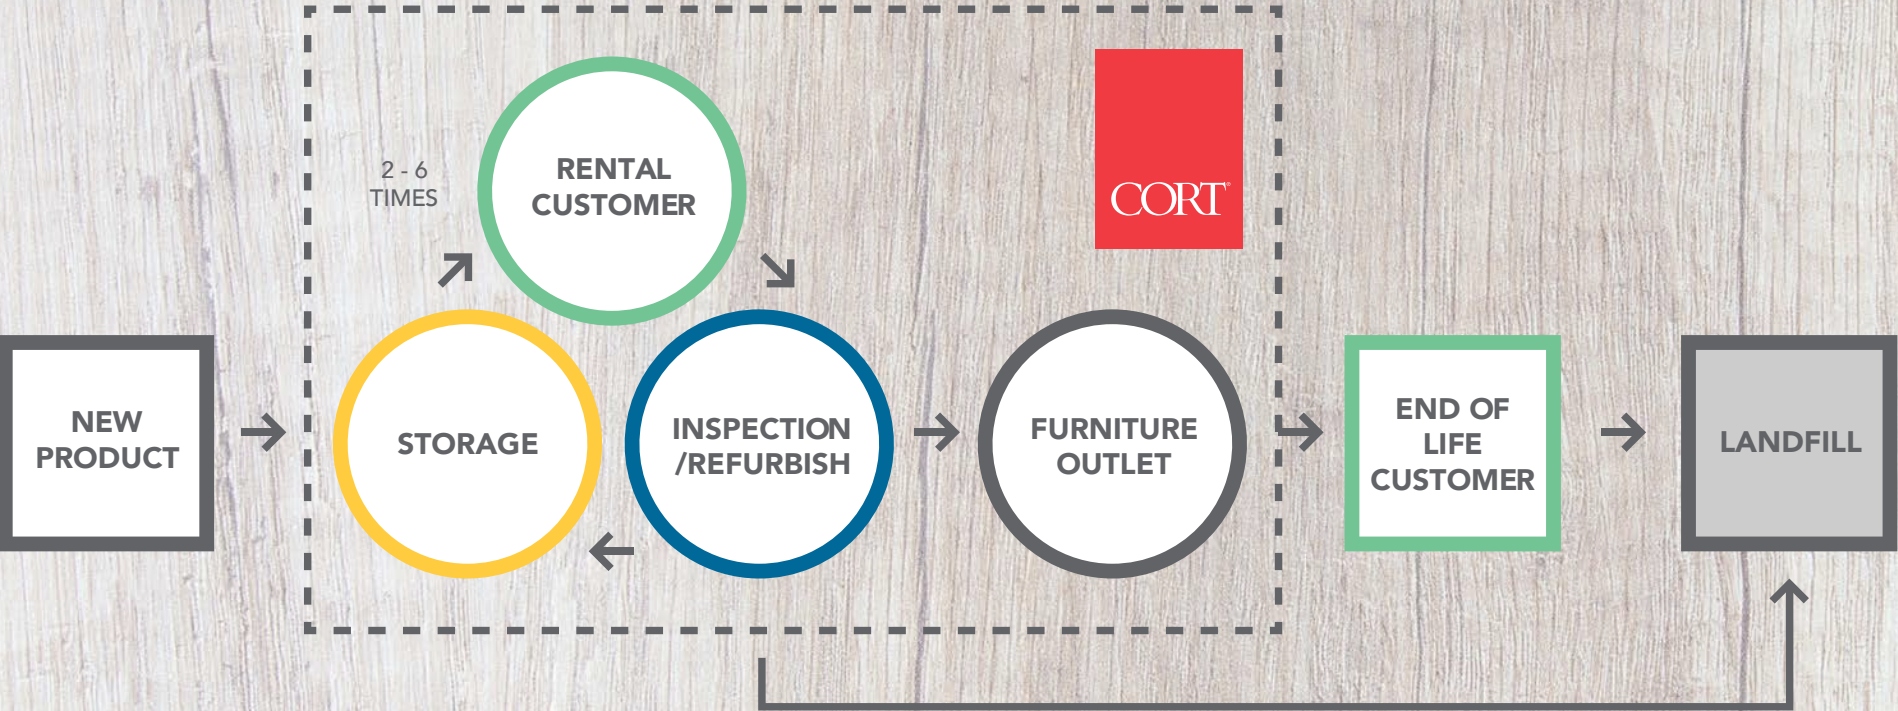 2 - 6
TIMES
RENTAL
CUSTOMER
CORT®
NEW
PRODUCT
STORAGE
INSPECTION
/REFURBISH
FURNITURE
OUTLET
END OF
LIFE
CUSTOMER
LANDFILL